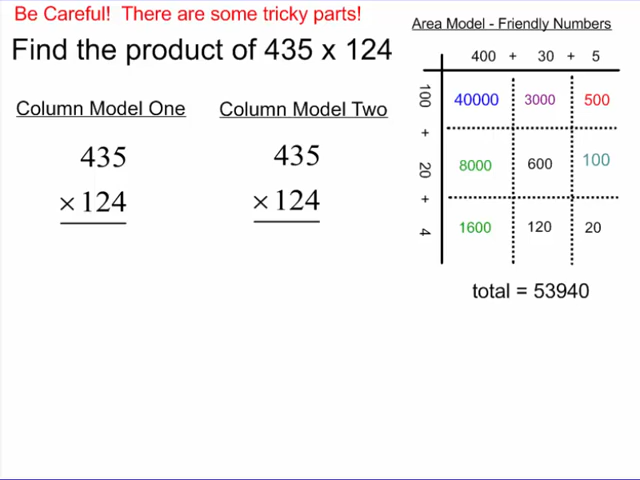 Be Careful!  There are some tricky parts!
Find the product of 435 x 124
Column Model One
435
×124
Column Model Two
435
×124
Area Model - Friendly Numbers
400 + 30 + 5
100 40000 3000 500
+
20 8000 600 100
+
4 1600 120 20
total = 53940